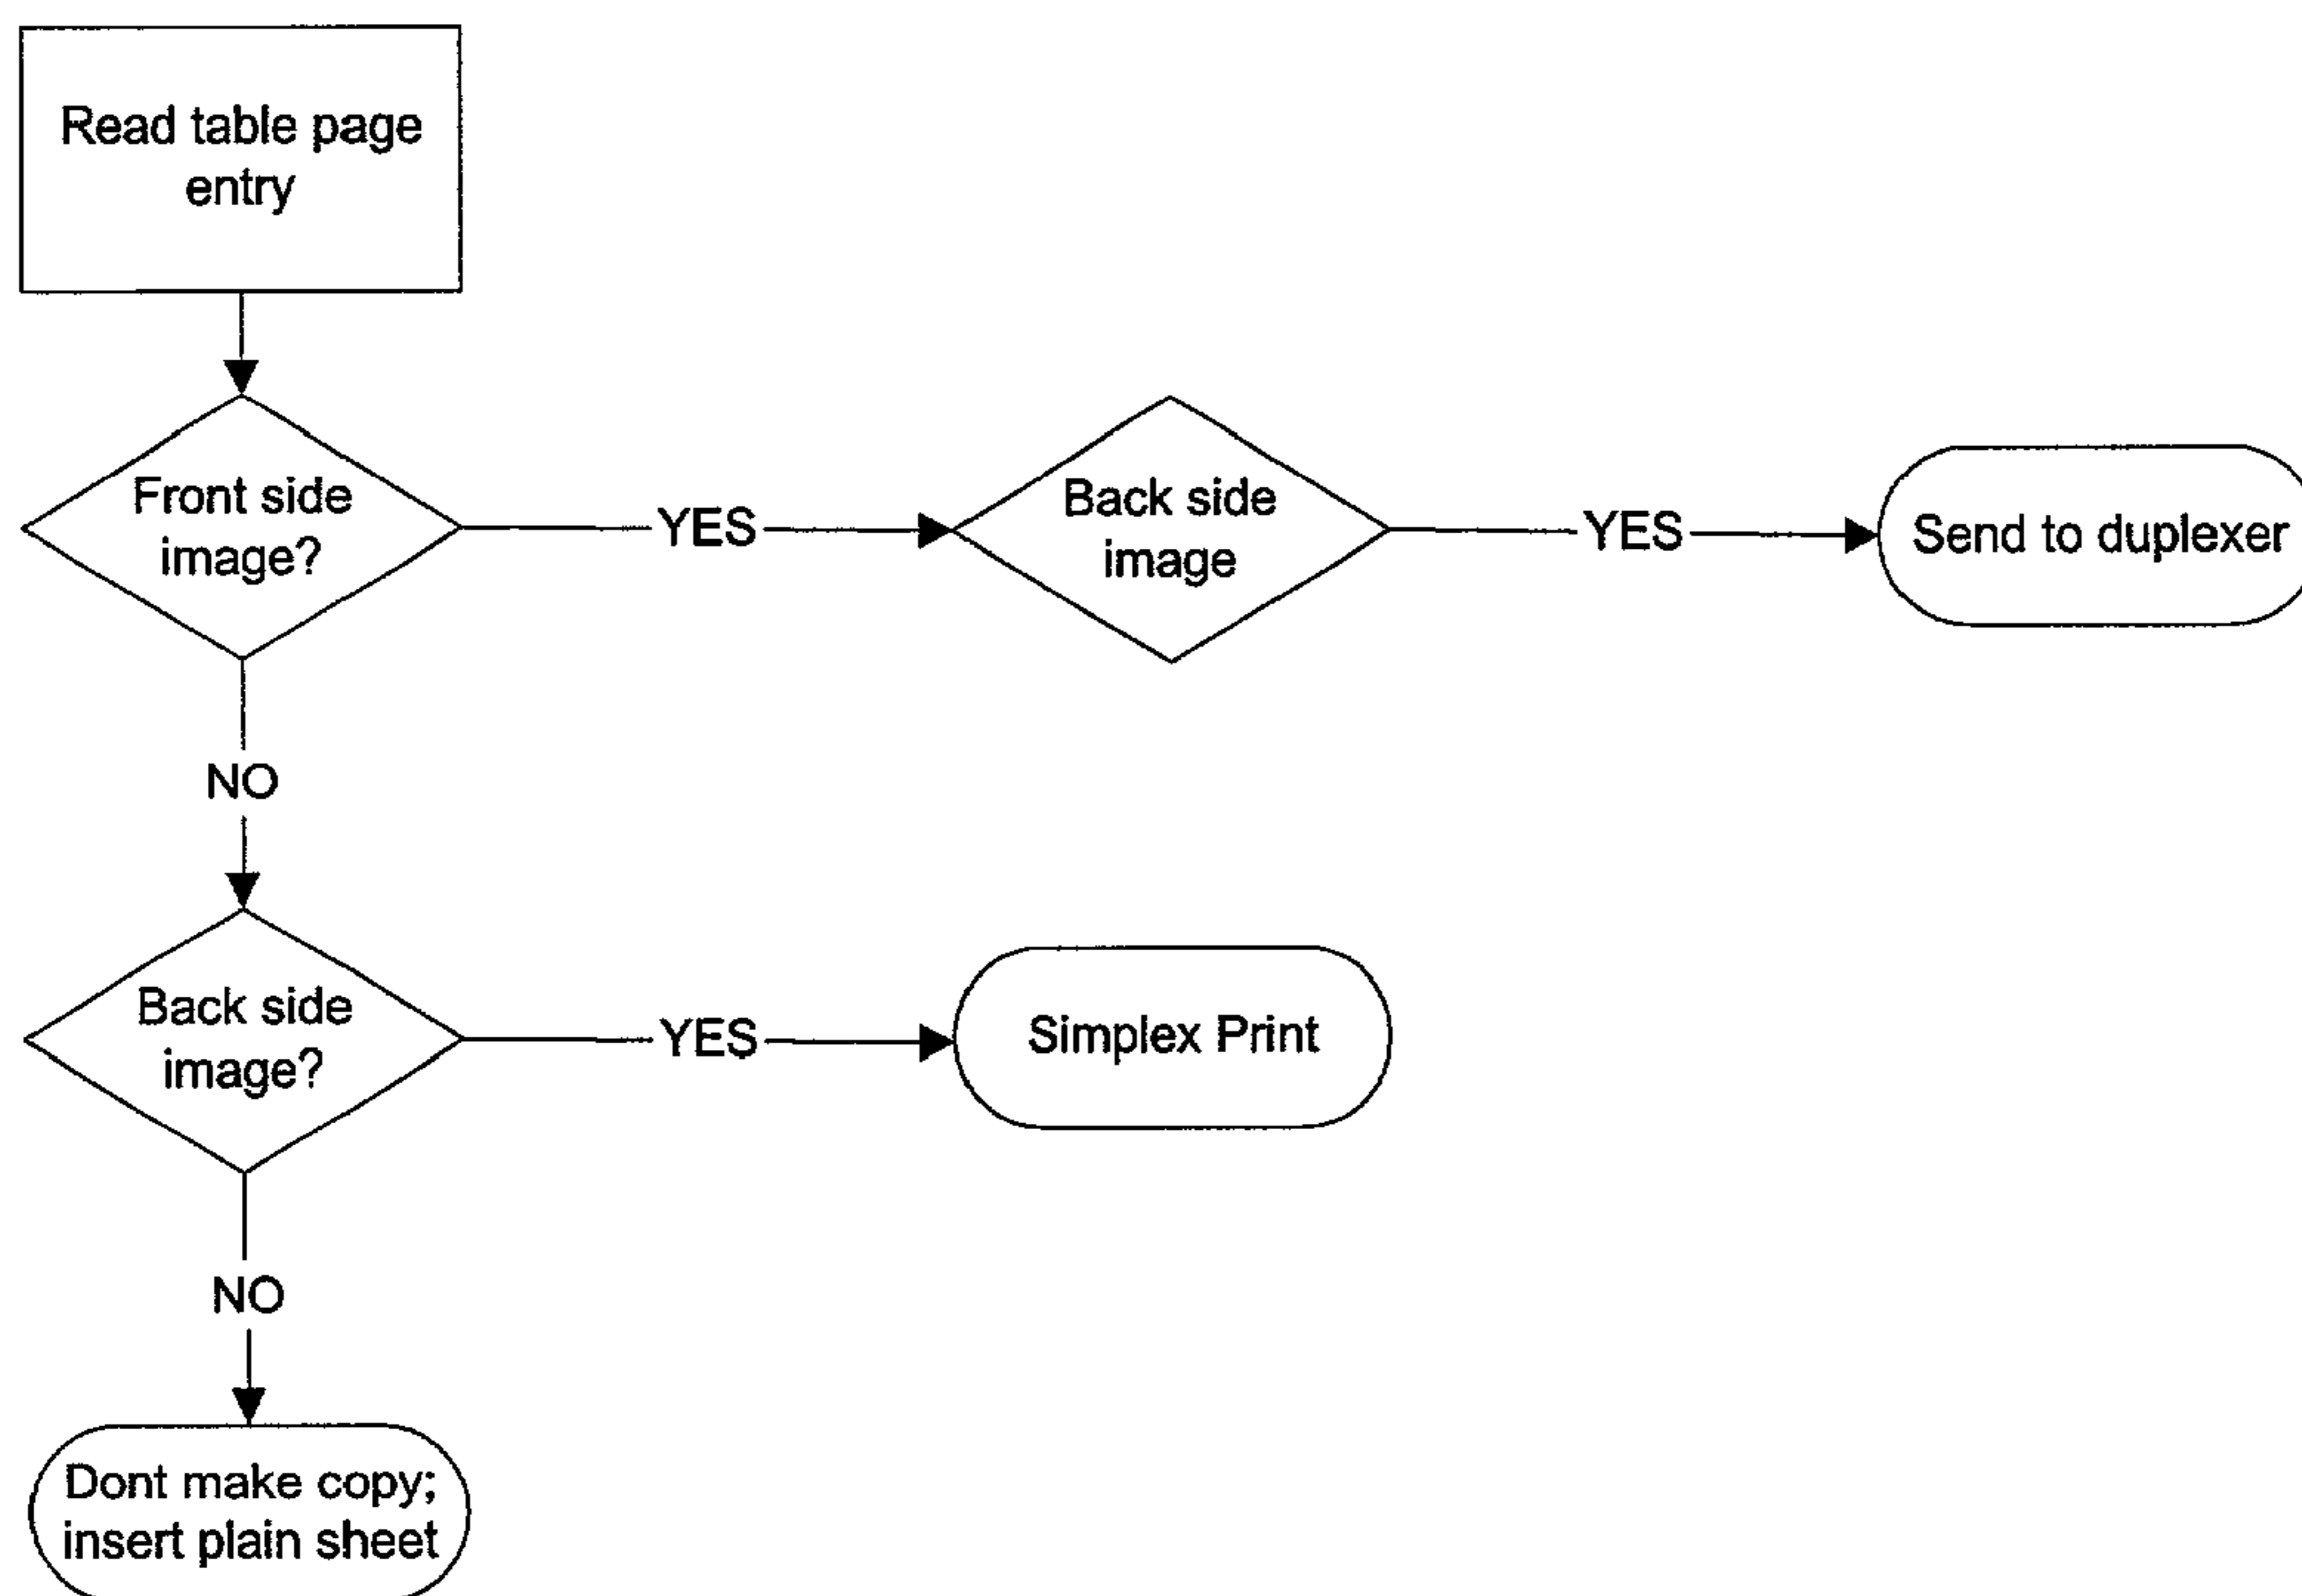 Read table page
entry
Front side
image?
YES
Back side
image
YES
Send to duplexer
NO
Back side
image?
YES
Simplex Print
NO
Dont make copy;
insert plain sheet